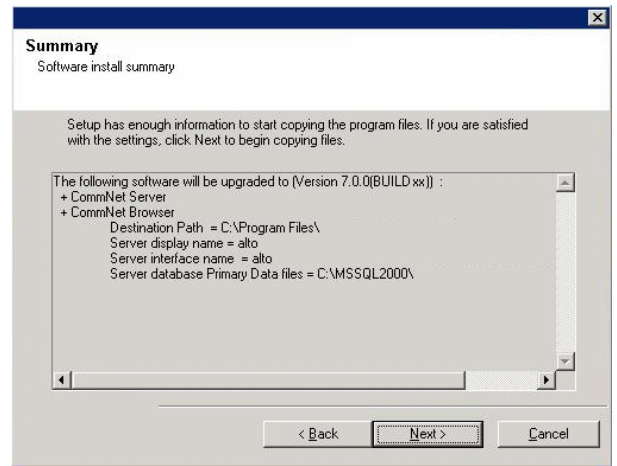 Summary
Software install summary
Setup has enough information to start copying the program files. If you are satisfied
with the settings, click Next to begin copying files.
The following software will be upgraded to (Version 7.0.0(BUILD xx)) :
+ CommNet Server
+ CommNet Browser
Destination Path = C:\Program Files\
Server display name = alto
Server interface name = alto
Server database Primary Data files = C:\MSSQL2000\
< Back Next > Cancel